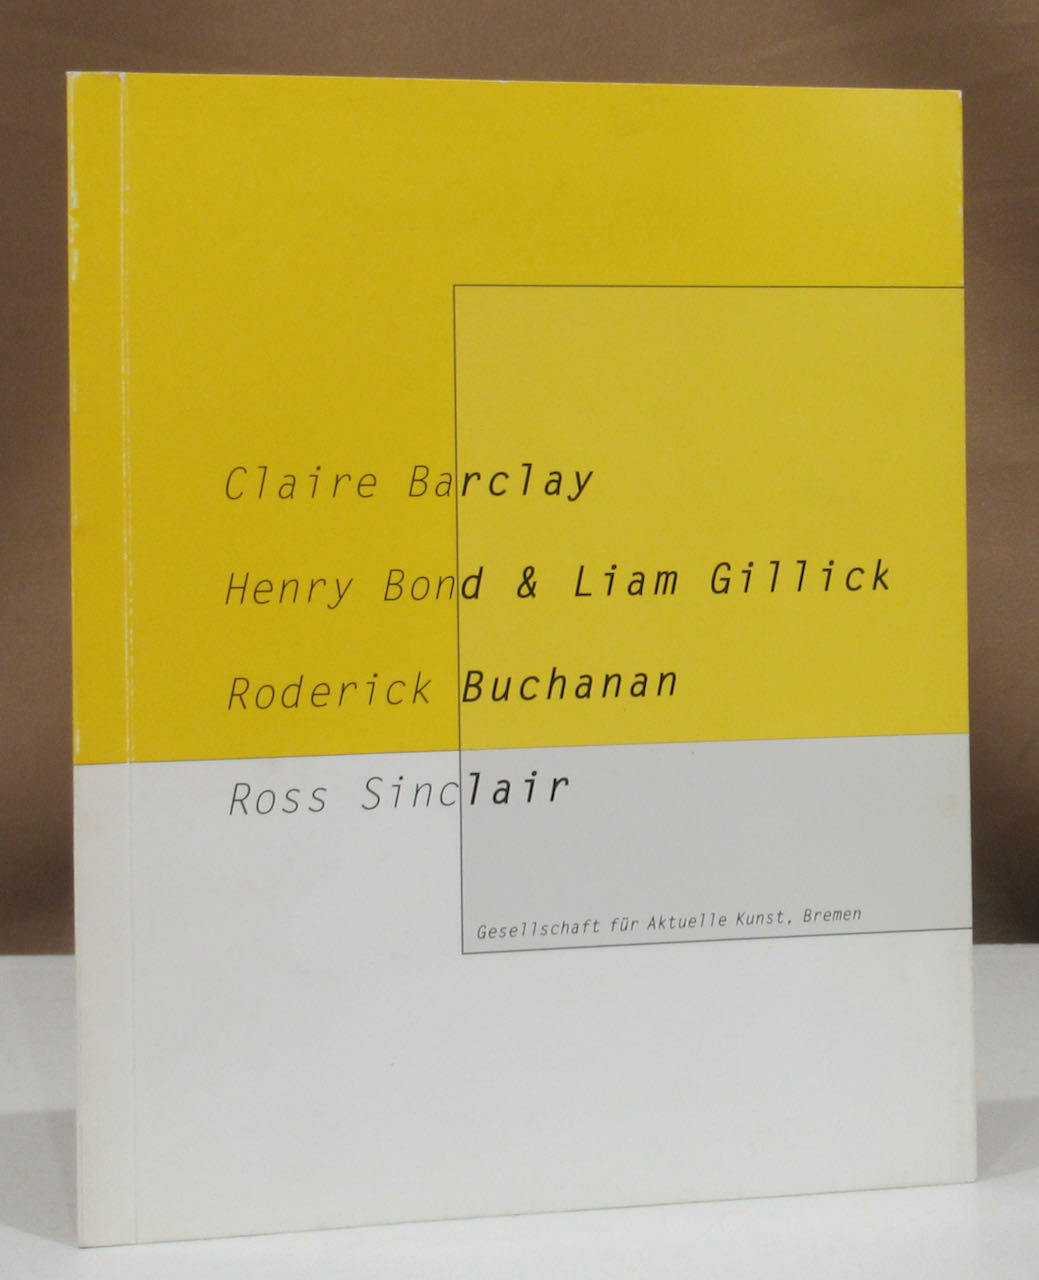 Claire Barclay
Henry Bond & Liam Gillick
Roderick Buchanan
Ross Sinclair
Gesellschaft für Aktuelle Kunst, Bremen